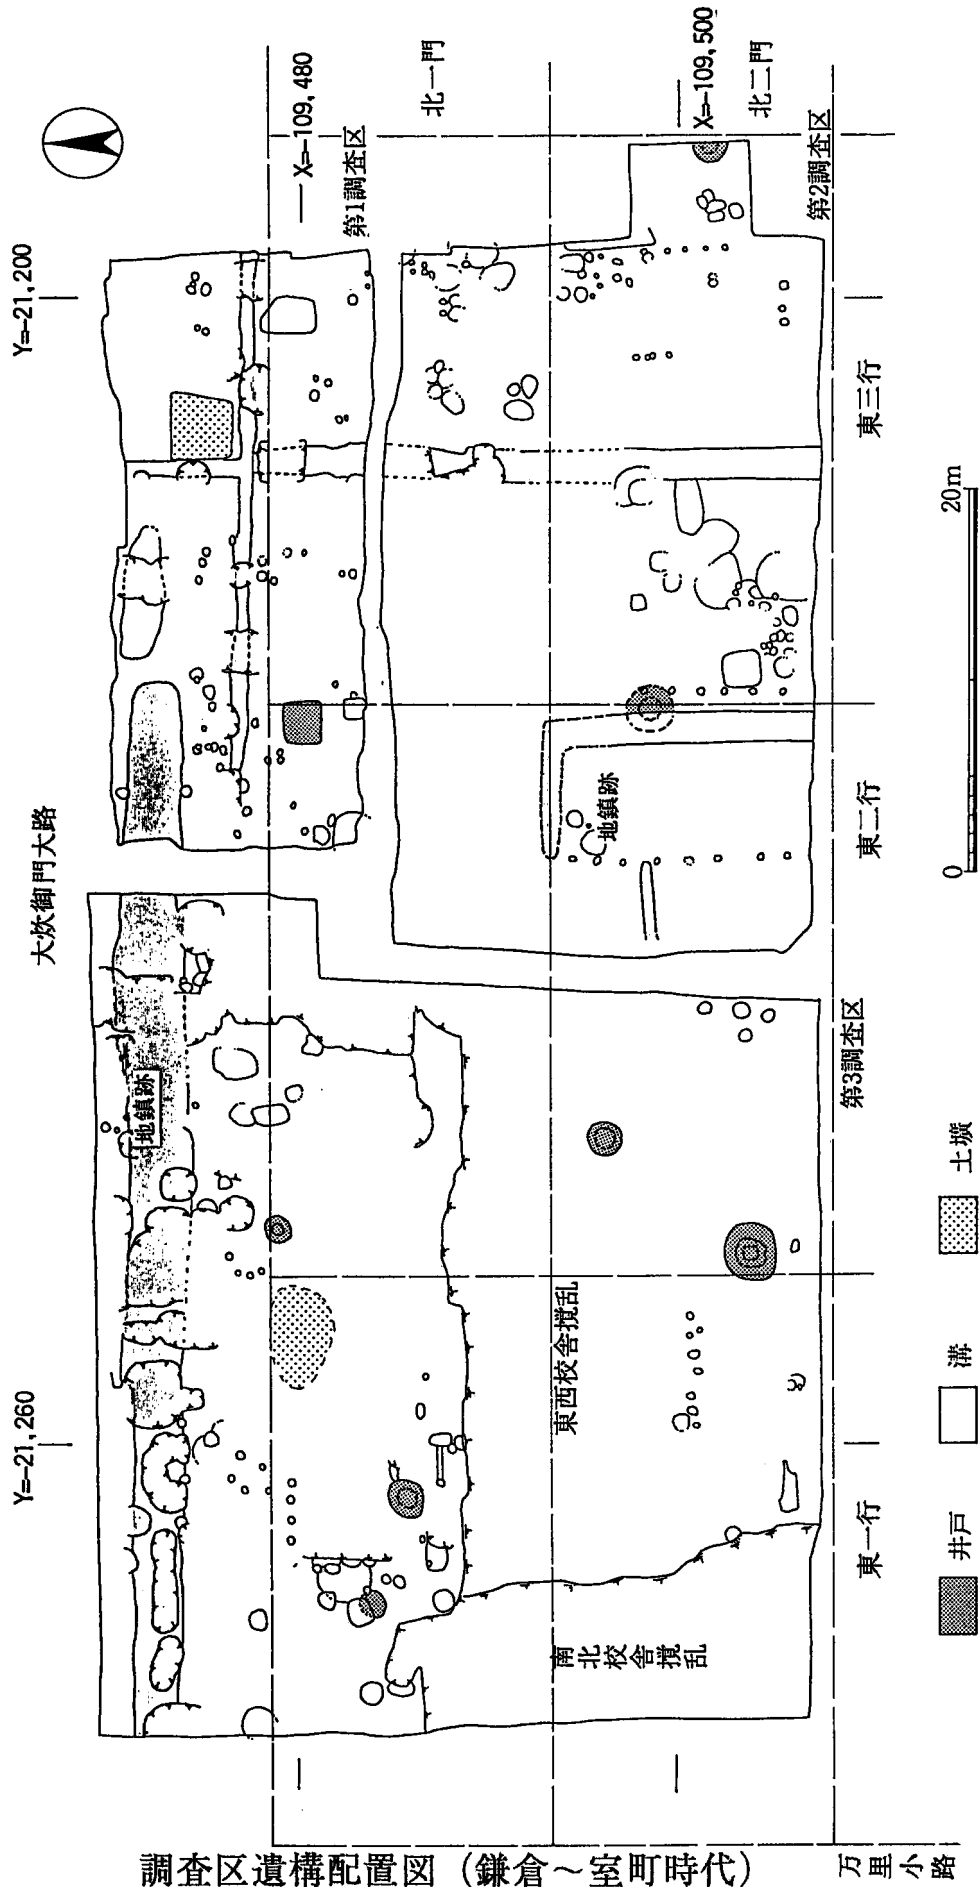 Y=-21,200
Y=-21,260
大炊御門大路
X=-109,480
X=-109,500
北一門
北二門
第1調査区
第2調査区
第3調査区
地鎮跡
地鎮跡
東西校舎撹乱
南北校舎撹乱
東三行
東二行
東一行
0
20m
井戸
溝
土壙
調査区遺構配置図（鎌倉～室町時代）
万里小路